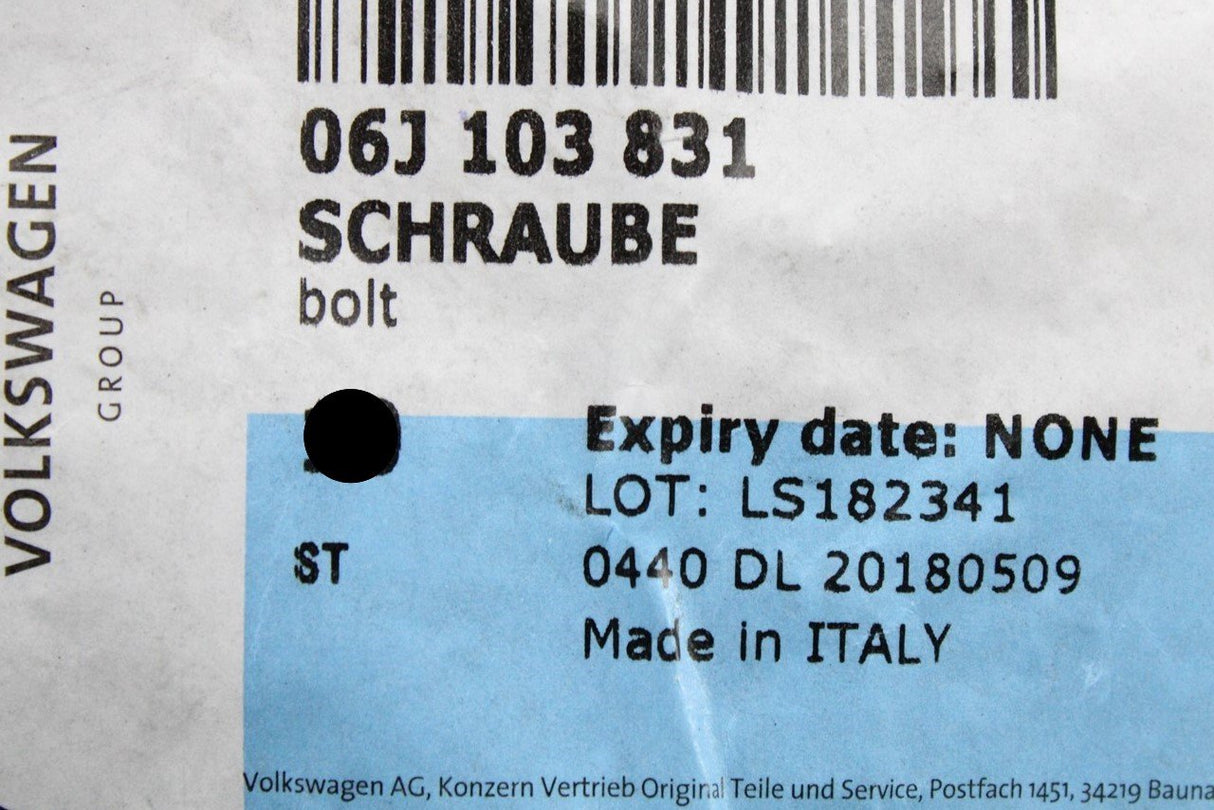 VOLKSWAGEN
GROUP
06J 103 831
SCHRAUBE
bolt
Expiry date: NONE
LOT: LS182341
ST
0440 DL 20180509
Made in ITALY
Volkswagen AG, Konzern Vertrieb Original Teile und Service, Postfach 1451, 34219 Bauna